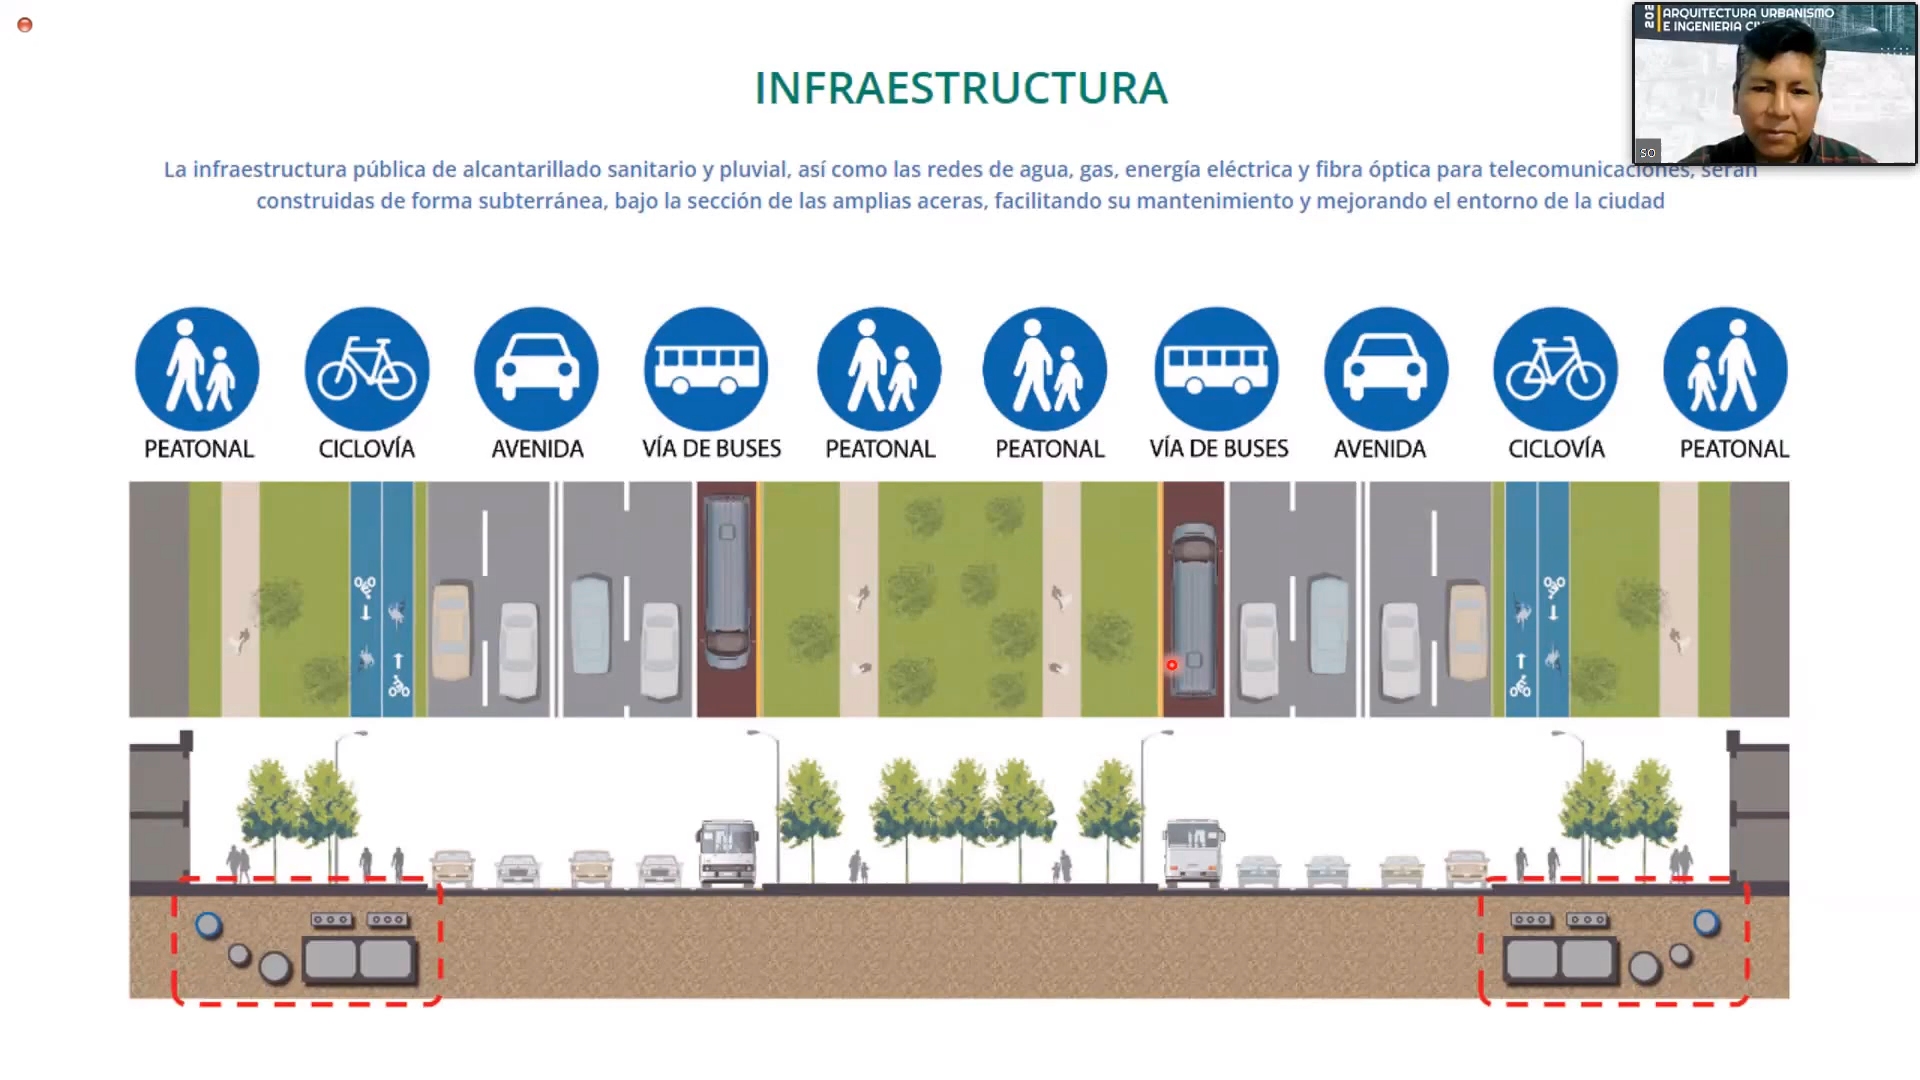 202
ARQUITECTURA URBANISMO
E INGENIERIA
SO
INFRAESTRUCTURA
La infraestructura pública de alcantarillado sanitario y pluvial, así como las redes de agua, gas, energía eléctrica y fibra óptica para telecomunicaciones, serán
construidas de forma subterránea, bajo la sección de las amplias aceras, facilitando su mantenimiento y mejorando el entorno de la ciudad
PEATONAL CICLOVÍA AVENIDA VÍA DE BUSES PEATONAL PEATONAL VÍA DE BUSES AVENIDA CICLOVÍA PEATONAL